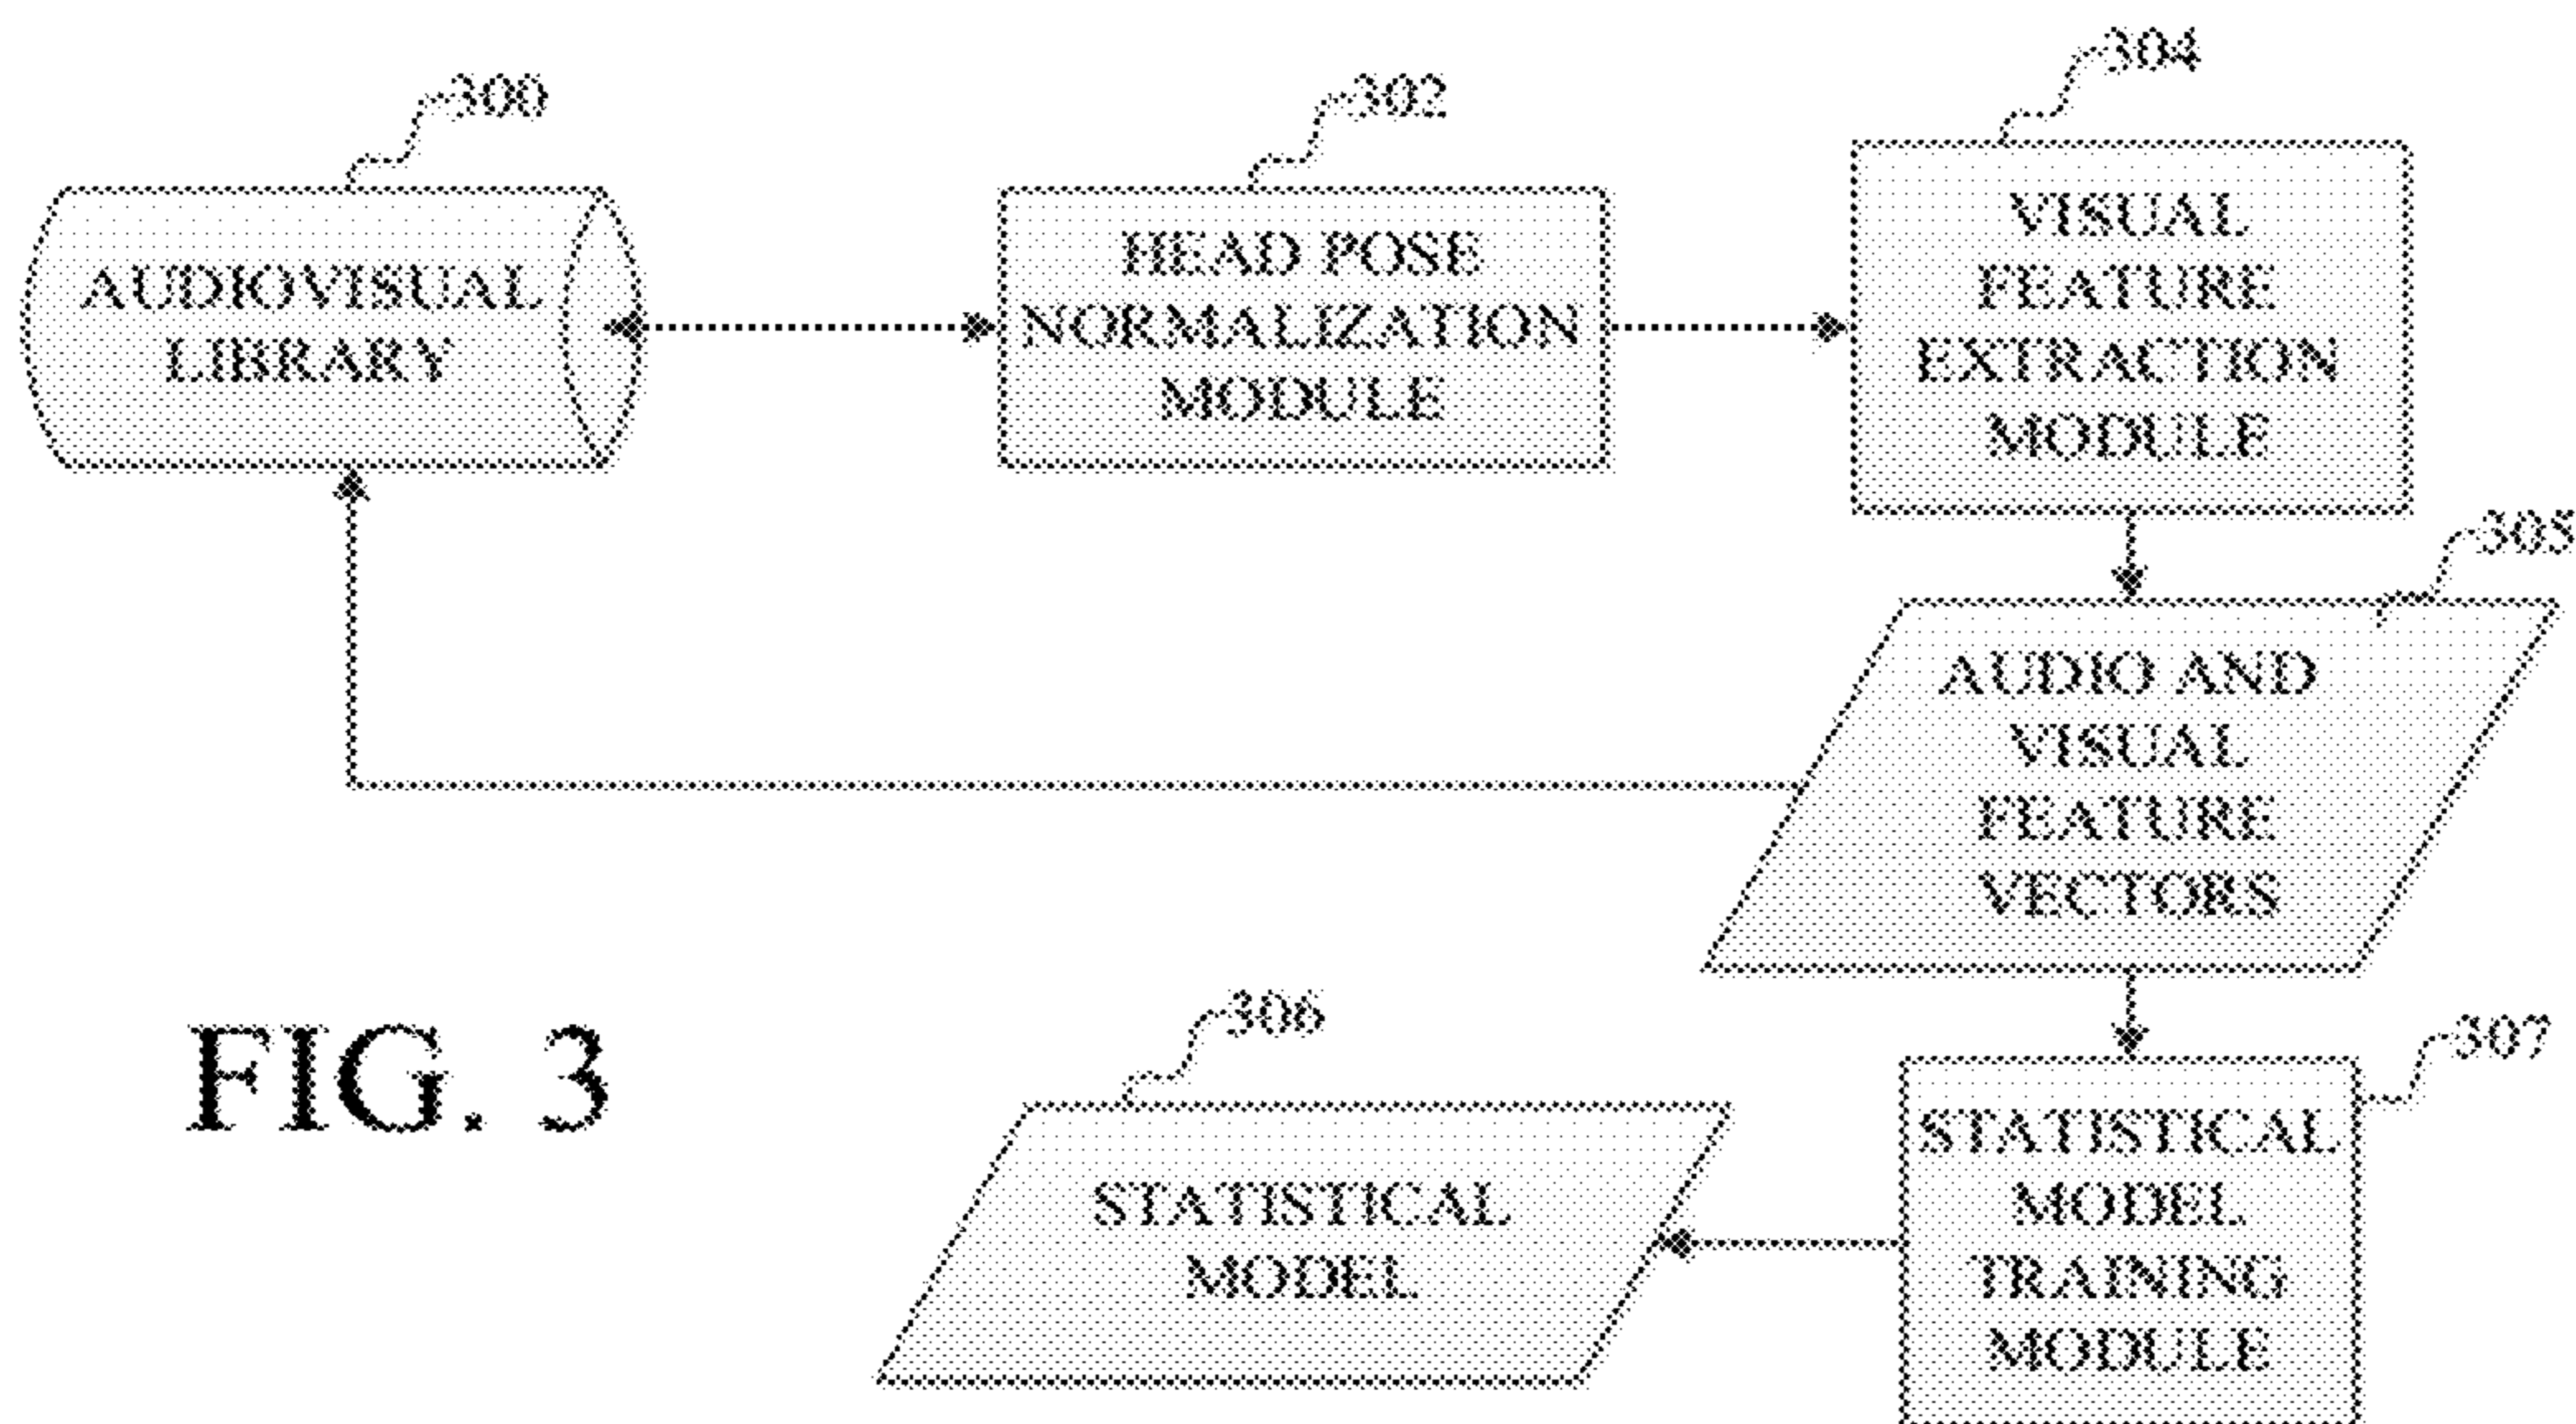 300
AUDIOVISUAL
LIBRARY
302
HEAD POSE
NORMALIZATION
MODULE
304
VISUAL
FEATURE
EXTRACTION
MODULE
305
AUDIO AND
VISUAL
FEATURE
VECTORS
307
STATISTICAL
MODEL
TRAINING
MODULE
306
STATISTICAL
MODEL
FIG. 3